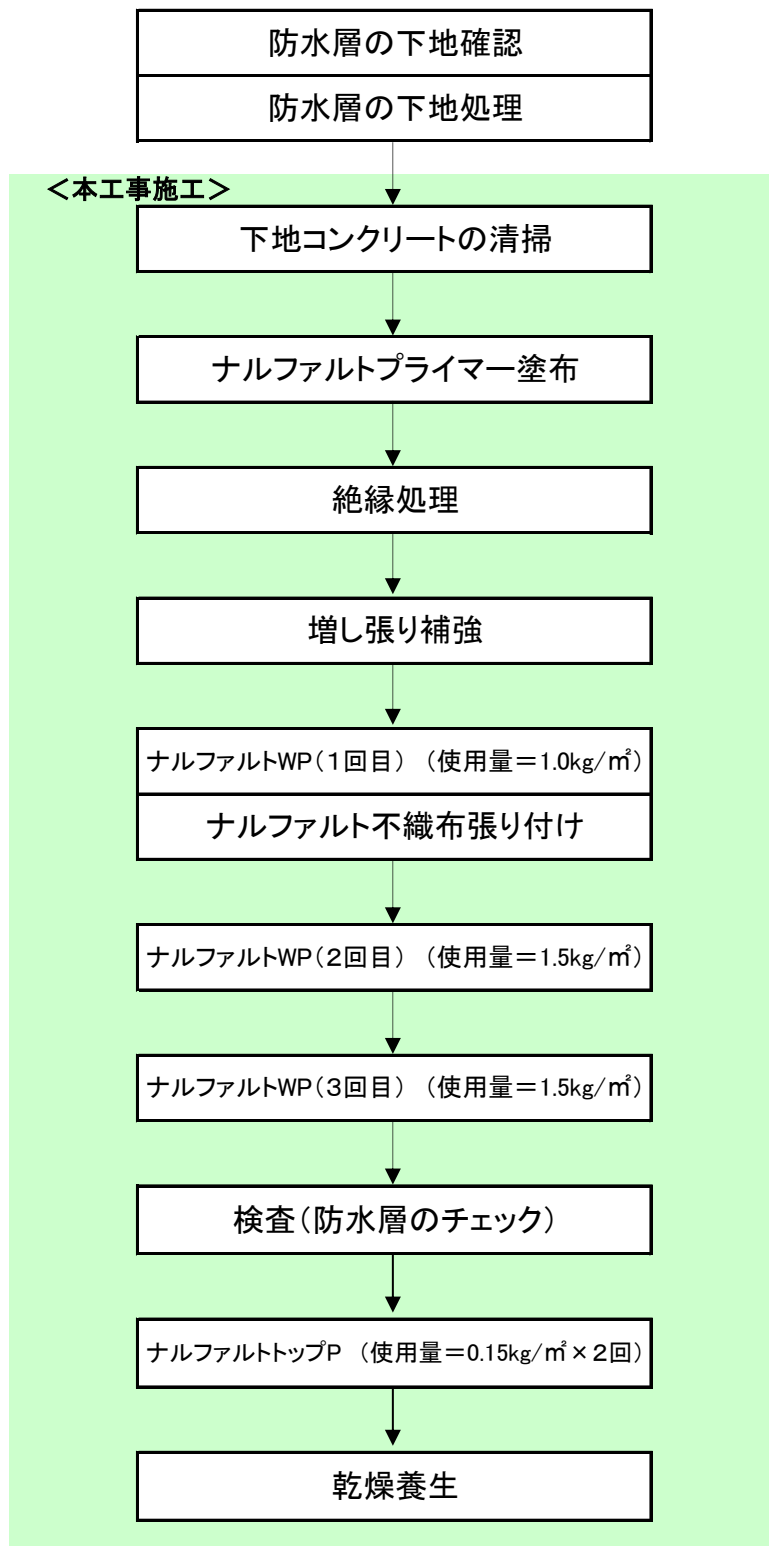 防水層の下地確認
防水層の下地処理
＜本工事施工＞
下地コンクリートの清掃
ナルファルトプライマー塗布
絶縁処理
増し張り補強
ナルファルトWP（１回目）　（使用量＝1.0kg/㎡）
ナルファルト不織布張り付け
ナルファルトWP（２回目）　（使用量＝1.5kg/㎡）
ナルファルトWP（３回目）　（使用量＝1.5kg/㎡）
検査（防水層のチェック）
ナルファルトトップP　（使用量＝0.15kg/㎡×２回）
乾燥養生